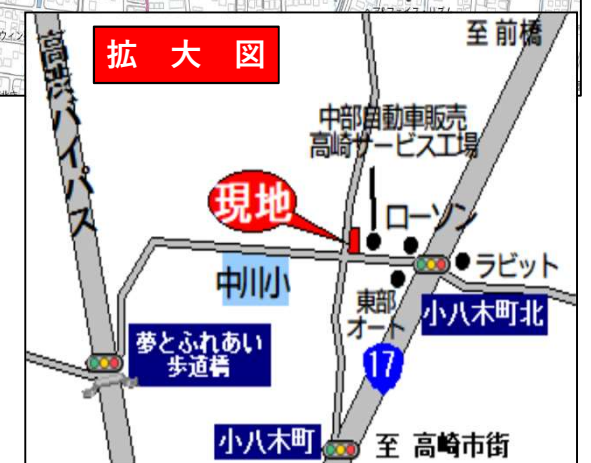 拡大図
至 前橋
高渋バイパス
中部自動車販売
高崎サービス工場
現地
ローソン
ラビット
中川小
東部
オート
小八木町北
夢とふれあい
歩道橋
17
小八木町
至 高崎市街